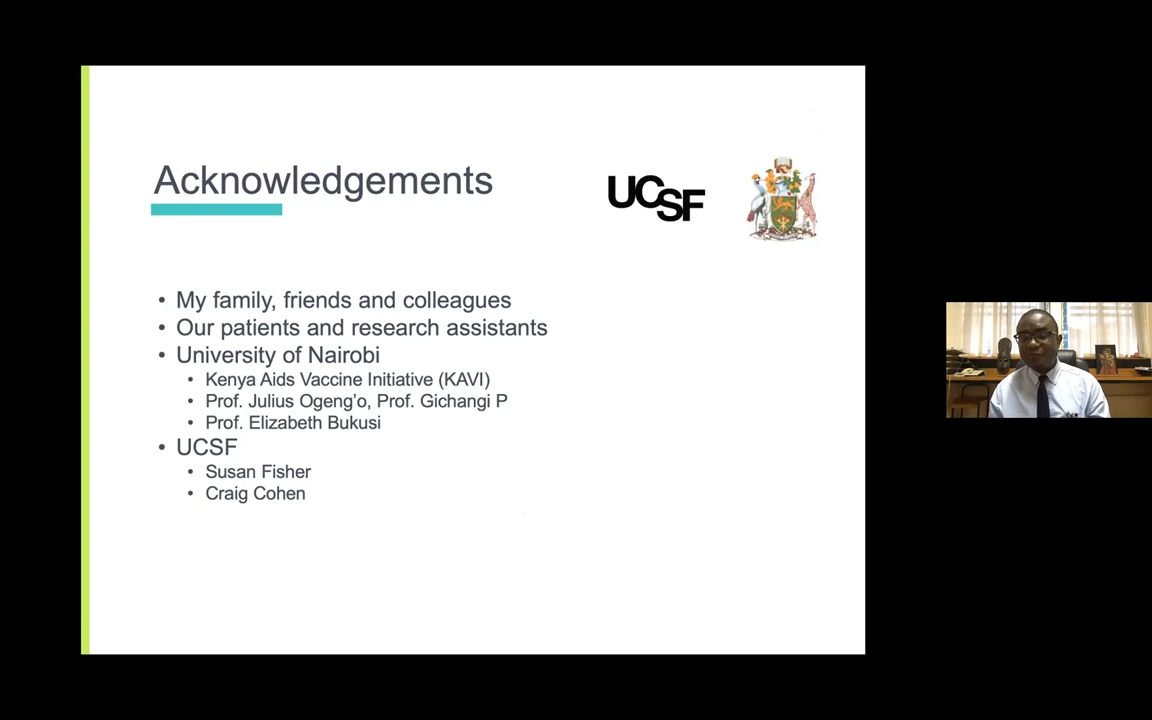 Acknowledgements
UCSF
• My family, friends and colleagues
• Our patients and research assistants
• University of Nairobi
• Kenya Aids Vaccine Initiative (KAVI)
• Prof. Julius Ogeng’o, Prof. Gichangi P
• Prof. Elizabeth Bukusi
• UCSF
• Susan Fisher
• Craig Cohen